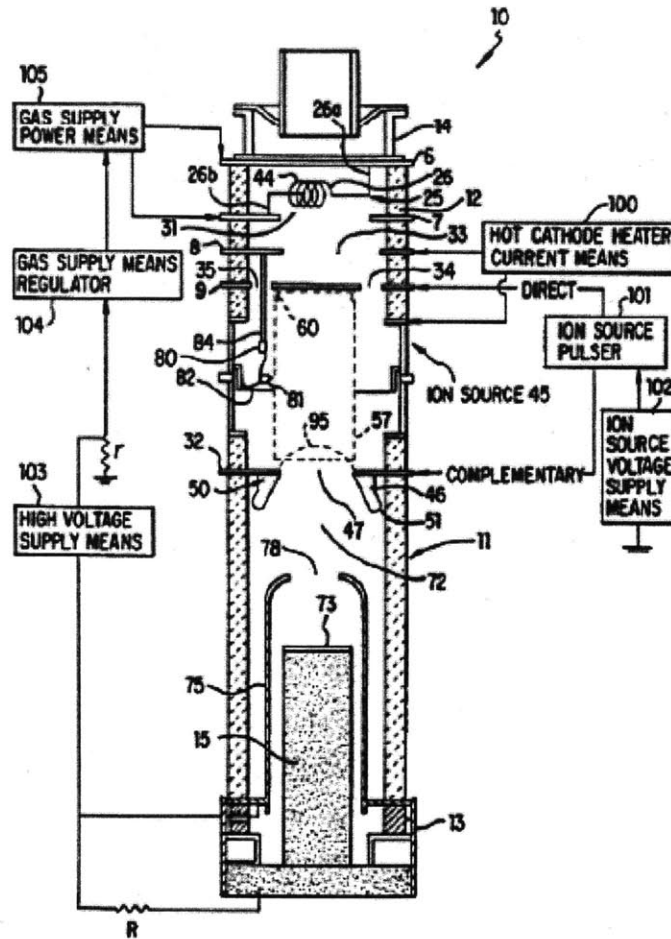 10
105
GAS SUPPLY
POWER MEANS
26a
14
6
26b
44
26
25
12
31
7
100
HOT CATHODE HEATER
CURRENT MEANS
8
33
35
34
GAS SUPPLY MEANS
REGULATOR
9
DIRECT
101
104
60
ION SOURCE
PULSER
84
80
82
81
ION SOURCE 45
102
95
57
ION
SOURCE
VOLTAGE
SUPPLY
MEANS
r
32
COMPLEMENTARY
103
50
46
HIGH VOLTAGE
SUPPLY MEANS
47
51
78
72
11
73
75
15
13
R